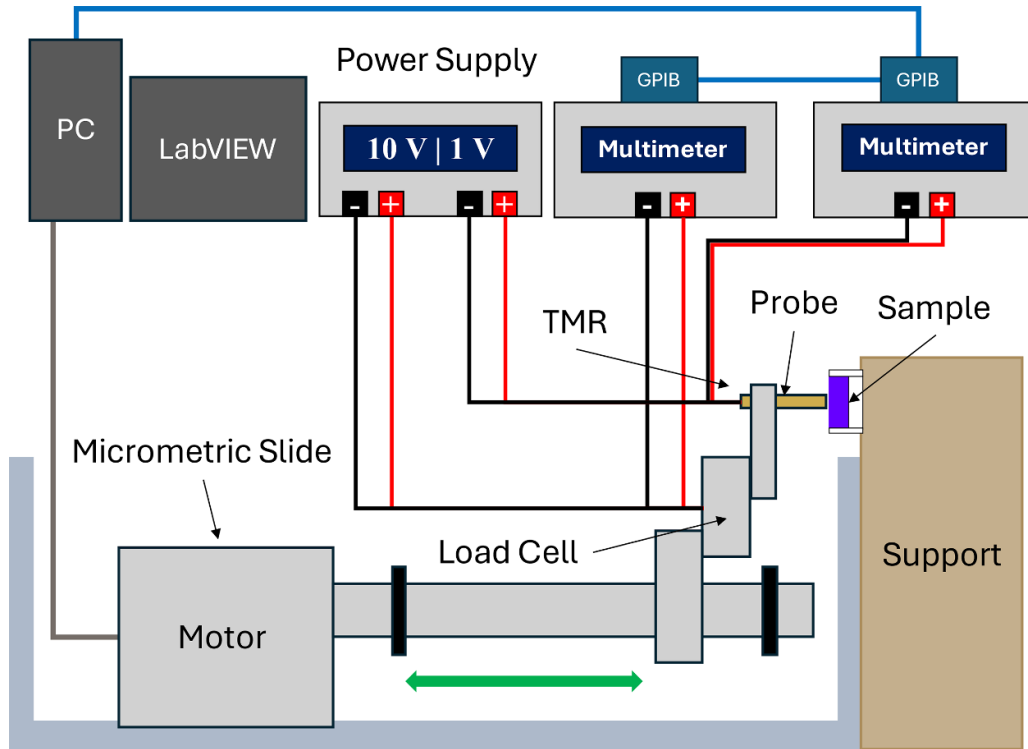 Power Supply
GPIB
GPIB
PC
LabVIEW
10 V | 1 V
Multimeter
Multimeter
- + - +
- +
- +
TMR
Probe
Sample
Micrometric Slide
Load Cell
Support
Motor